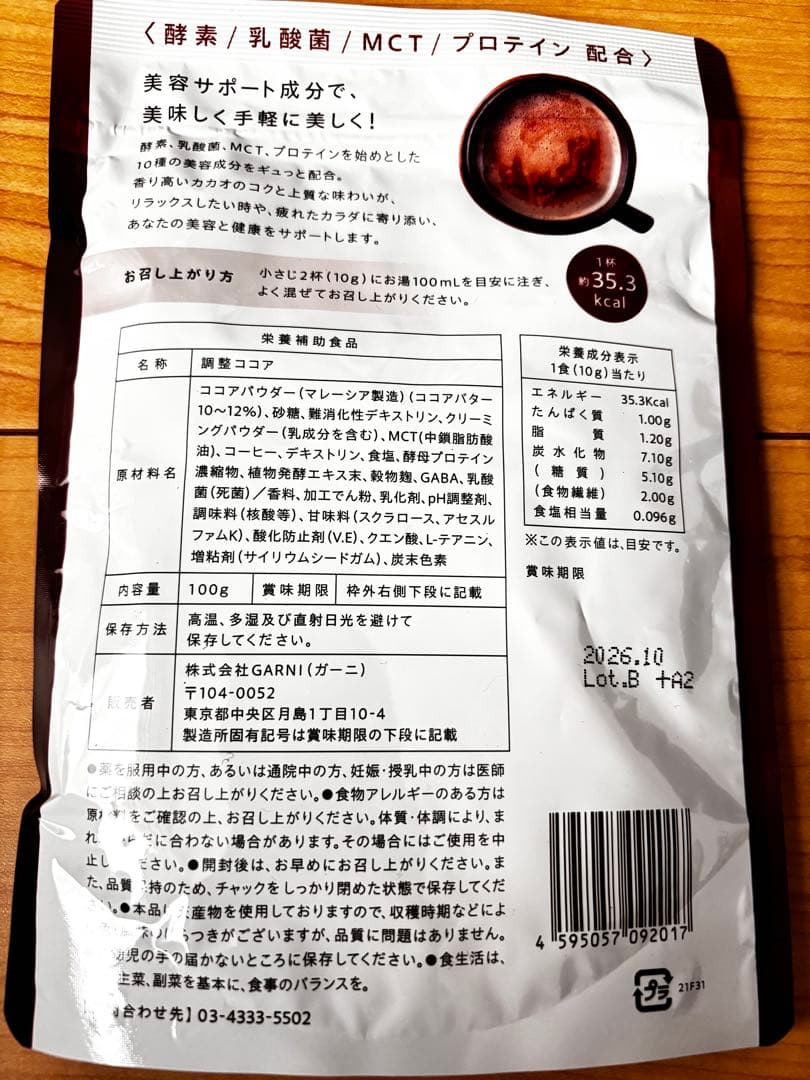 〈酵素/乳酸菌/MCT/プロテイン 配合〉
美容サポート成分で、
美味しく手軽に美しく!
酵素、乳酸菌、MCT、プロテインを始めとした
10種の美容成分をギュっと配合。
香り高いカカオのコクと上質な味わいが、
リラックスしたい時や、疲れたカラダに寄り添い、
あなたの美容と健康をサポートします。
1杯
約35.3
kcal
お召し上がり方
小さじ2杯(10g)にお湯100mLを目安に注ぎ、
よく混ぜてお召し上がりください。
栄養補助食品
名称 調整ココア
原材料名
ココアパウダー(マレーシア製造)(ココアバター
10〜12%)、砂糖、難消化性デキストリン、クリーミ
ングパウダー(乳成分を含む)、MCT(中鎖脂肪酸
油)、コーヒー、デキストリン、食塩、酵母プロテイン
濃縮物、植物発酵エキス末、穀物麹、GABA、乳酸
菌(死菌)/香料、加工でん粉、乳化剤、pH調整剤、
調味料(核酸等)、甘味料(スクラロース、アセスル
ファムK)、酸化防止剤(V.E)、クエン酸、L-テアニン、
増粘剤(サイリウムシードガム)、炭末色素
内容量 100g 賞味期限 枠外右側下段に記載
保存方法
高温、多湿及び直射日光を避けて
保存してください。
販売者
株式会社GARNI(ガーニ)
〒104-0052
東京都中央区月島1丁目10-4
製造所固有記号は賞味期限の下段に記載
栄養成分表示
1食(10g)当たり
エネルギー 35.3Kcal
たんぱく質 1.00g
脂質 1.20g
炭水化物 7.10g
(糖質) 5.10g
(食物繊維) 2.00g
食塩相当量 0.096g
※この表示値は、目安です。
賞味期限
2026.10
Lot.B +A2
●薬を服用中の方、あるいは通院中の方、妊娠・授乳中の方は医師
にご相談の上お召し上がりください。●食物アレルギーのある方は
原材料をご確認の上、お召し上がりください。体質・体調により、ま
れに
だに合わない場合があります。その場合にはご使用を中
止し
ださい。●開封後は、お早めにお召し上がりください。ま
た、品質保持のため、チャックをしっかり閉めた状態で保存してくだ
い。●本品
産物を使用しておりますので、収穫時期などによ
つきがございますが、品質に問題はありません。
児の手の届かないところに保存してください。●食生活は、
主菜、副菜を基本に、食事のバランスを。
合わせ先】03-4333-5502
4 595057 092017
プラ
21F31